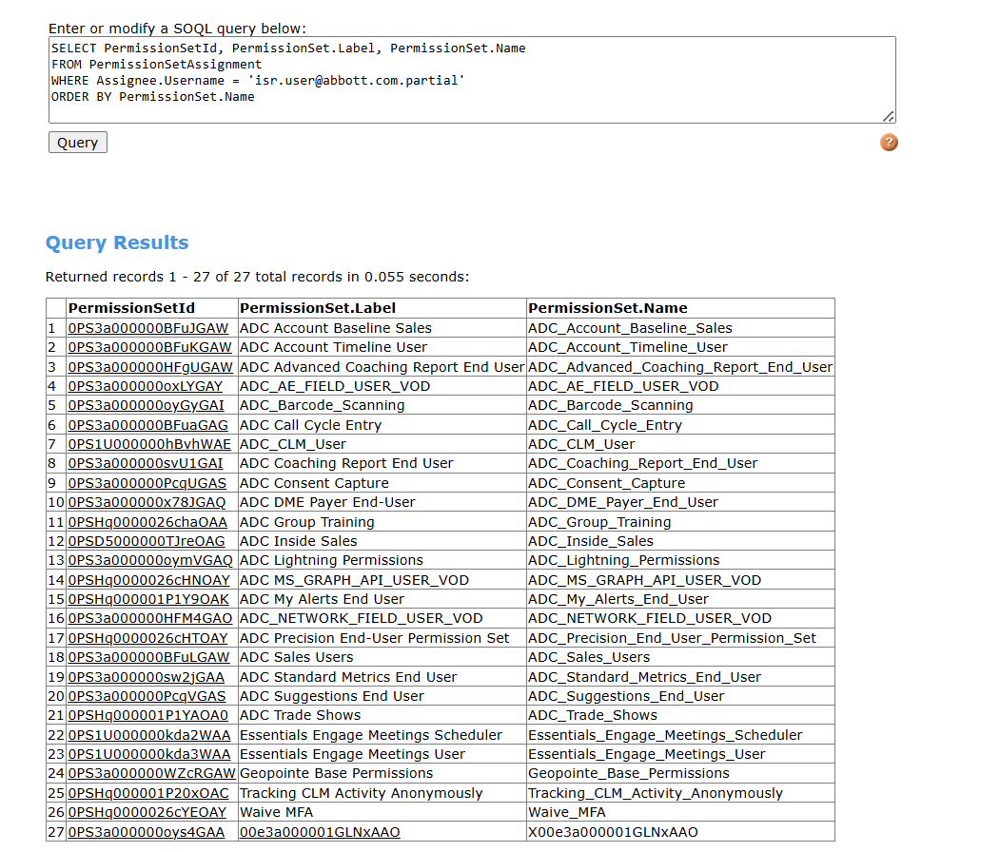 Enter or modify a SOQL query below:
SELECT PermissionSetId, PermissionSet.Label, PermissionSet.Name
FROM PermissionSetAssignment
WHERE Assignee.Username = 'isr.user@abbott.com.partial'
ORDER BY PermissionSet.Name
Query
?
Query Results
Returned records 1 - 27 of 27 total records in 0.055 seconds:
PermissionSetId PermissionSet.Label PermissionSet.Name
1 0PS3a000000BFuJGAW ADC Account Baseline Sales ADC_Account_Baseline_Sales
2 0PS3a000000BFuKGAW ADC Account Timeline User ADC_Account_Timeline_User
3 0PS3a000000HFgUGAW ADC Advanced Coaching Report End User ADC_Advanced_Coaching_Report_End_User
4 0PS3a000000oxLYGAY ADC_AE_FIELD_USER_VOD ADC_AE_FIELD_USER_VOD
5 0PS3a000000oyGyGAI ADC_Barcode_Scanning ADC_Barcode_Scanning
6 0PS3a000000BFuaGAG ADC Call Cycle Entry ADC_Call_Cycle_Entry
7 0PS1U000000hBvhWAE ADC_CLM_User ADC_CLM_User
8 0PS3a000000svU1GAI ADC Coaching Report End User ADC_Coaching_Report_End_User
9 0PS3a000000PcqUGAS ADC Consent Capture ADC_Consent_Capture
10 0PS3a000000x78JGAQ ADC DME Payer End-User ADC_DME_Payer_End_User
11 0PSHq0000026chaOAA ADC Group Training ADC_Group_Training
12 0PSD5000000TJreOAG ADC Inside Sales ADC_Inside_Sales
13 0PS3a000000oymVGAQ ADC Lightning Permissions ADC_Lightning_Permissions
14 0PSHq0000026cHNOAY ADC MS_GRAPH_API_USER_VOD ADC_MS_GRAPH_API_USER_VOD
15 0PSHq000001P1Y9OAK ADC My Alerts End User ADC_My_Alerts_End_User
16 0PS3a000000HFM4GAO ADC_NETWORK_FIELD_USER_VOD ADC_NETWORK_FIELD_USER_VOD
17 0PSHq0000026cHTOAY ADC Precision End-User Permission Set ADC_Precision_End_User_Permission_Set
18 0PS3a000000BFuLGAW ADC Sales Users ADC_Sales_Users
19 0PS3a000000sw2jGAA ADC Standard Metrics End User ADC_Standard_Metrics_End_User
20 0PS3a000000PcqVGAS ADC Suggestions End User ADC_Suggestions_End_User
21 0PSHq000001P1YAOA0 ADC Trade Shows ADC_Trade_Shows
22 0PS1U000000kda2WAA Essentials Engage Meetings Scheduler Essentials_Engage_Meetings_Scheduler
23 0PS1U000000kda3WAA Essentials Engage Meetings User Essentials_Engage_Meetings_User
24 0PS3a000000WZcRGAW Geopointe Base Permissions Geopointe_Base_Permissions
25 0PSHq000001P20xOAC Tracking CLM Activity Anonymously Tracking_CLM_Activity_Anonymously
26 0PSHq0000026cYEOAY Waive MFA Waive_MFA
27 0PS3a000000oys4GAA 00e3a000001GLNxAAO X00e3a000001GLNxAAO